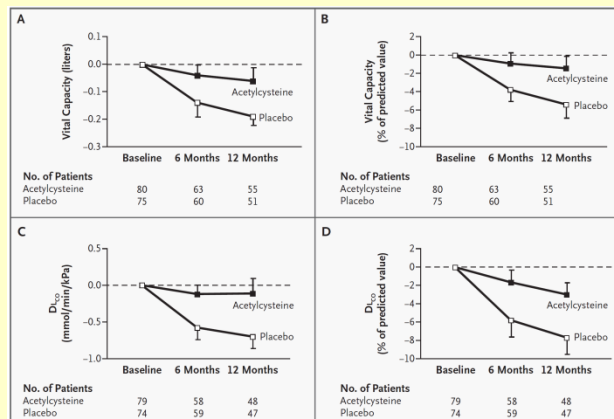 A
Vital Capacity (liters)
0.1
0.0
−0.1
−0.2
−0.3
Acetylcysteine
Placebo
Baseline 6 Months 12 Months
No. of Patients
Acetylcysteine 80 63 55
Placebo 75 60 51
B
Vital Capacity
(% of predicted value)
2
0
−2
−4
−6
−8
−10
Acetylcysteine
Placebo
Baseline 6 Months 12 Months
No. of Patients
Acetylcysteine 80 63 55
Placebo 75 60 51
C
DLCO
(mmol/min/kPa)
0.5
0.0
−0.5
−1.0
Acetylcysteine
Placebo
Baseline 6 Months 12 Months
No. of Patients
Acetylcysteine 79 58 48
Placebo 74 59 47
D
DLCO
(% of predicted value)
2
0
−2
−4
−6
−8
−10
Acetylcysteine
Placebo
Baseline 6 Months 12 Months
No. of Patients
Acetylcysteine 79 58 48
Placebo 74 59 47